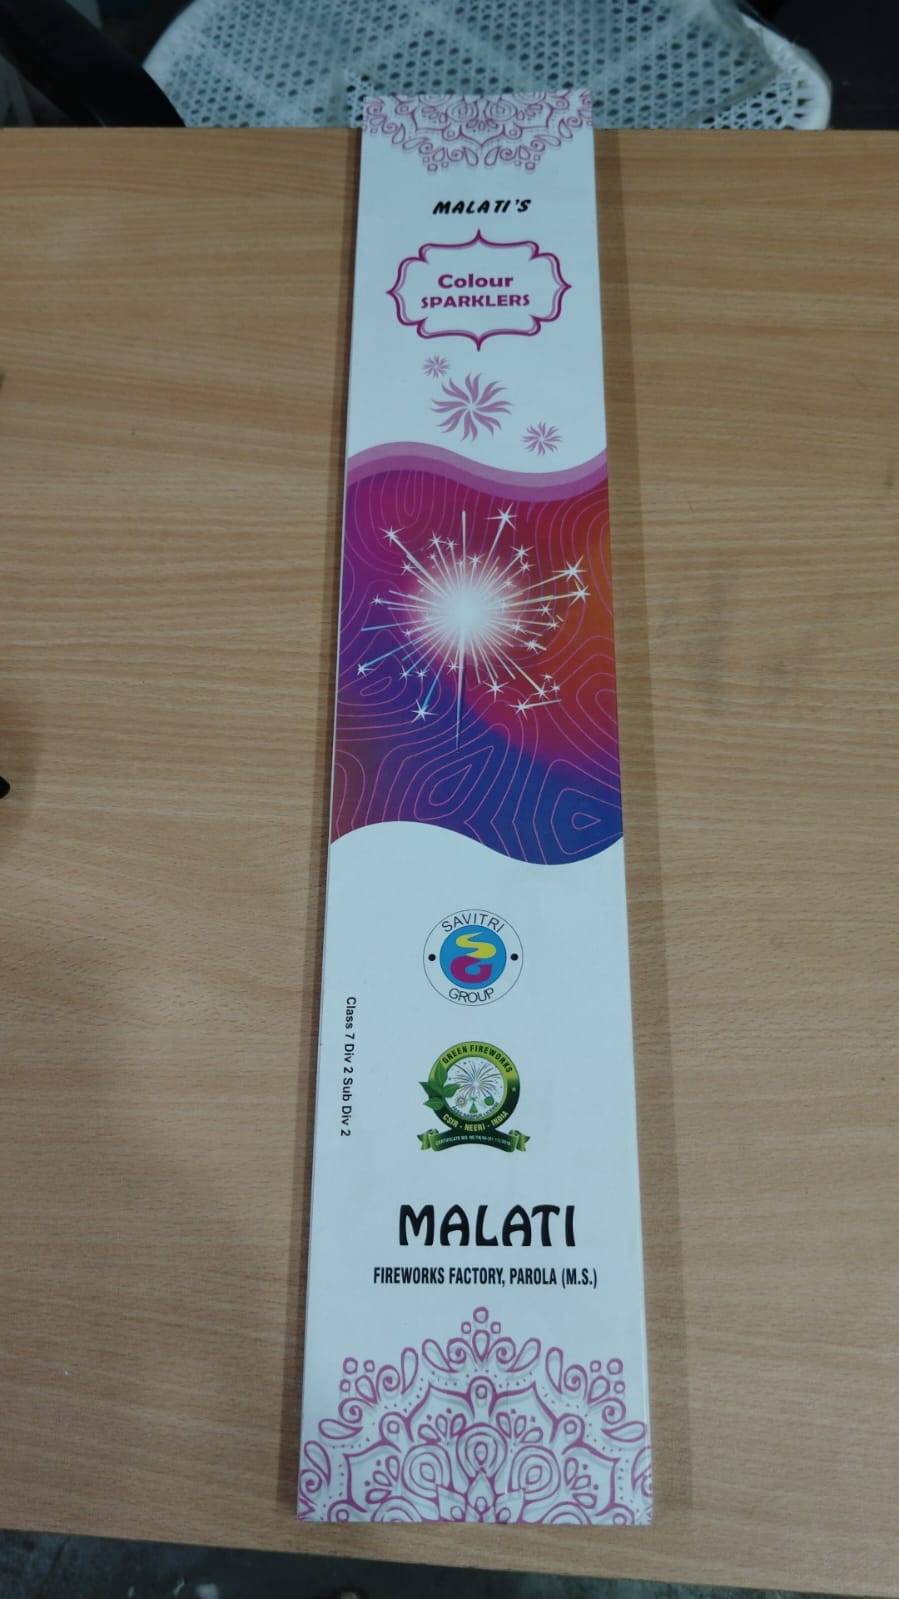 MALATI'S
Colour
SPARKLERS
SAVITRI
GROUP
Class 7 Div 2 Sub Div 2
GREEN FIREWORKS
CSIR - NEERI - INDIA
MALATI
FIREWORKS FACTORY, PAROLA (M.S.)